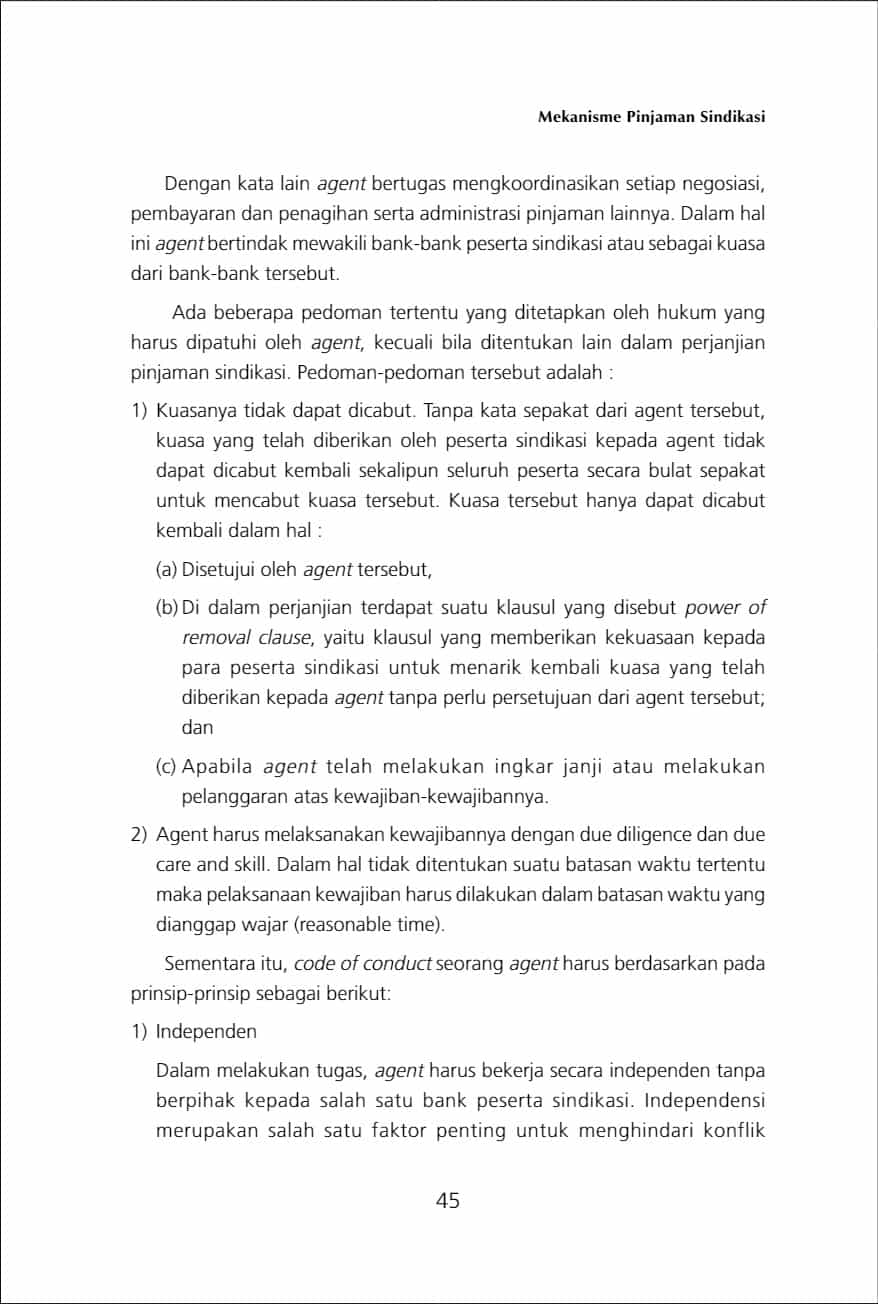 Mekanisme Pinjaman Sindikasi
Dengan kata lain agent bertugas mengkoordinasikan setiap negosiasi,
pembayaran dan penagihan serta administrasi pinjaman lainnya. Dalam hal
ini agent bertindak mewakili bank-bank peserta sindikasi atau sebagai kuasa
dari bank-bank tersebut.
Ada beberapa pedoman tertentu yang ditetapkan oleh hukum yang
harus dipatuhi oleh agent, kecuali bila ditentukan lain dalam perjanjian
pinjaman sindikasi. Pedoman-pedoman tersebut adalah :
1) Kuasanya tidak dapat dicabut. Tanpa kata sepakat dari agent tersebut,
kuasa yang telah diberikan oleh peserta sindikasi kepada agent tidak
dapat dicabut kembali sekalipun seluruh peserta secara bulat sepakat
untuk mencabut kuasa tersebut. Kuasa tersebut hanya dapat dicabut
kembali dalam hal :
(a) Disetujui oleh agent tersebut,
(b) Di dalam perjanjian terdapat suatu klausul yang disebut power of
removal clause, yaitu klausul yang memberikan kekuasaan kepada
para peserta sindikasi untuk menarik kembali kuasa yang telah
diberikan kepada agent tanpa perlu persetujuan dari agent tersebut;
dan
(c) Apabila agent telah melakukan ingkar janji atau melakukan
pelanggaran atas kewajiban-kewajibannya.
2) Agent harus melaksanakan kewajibannya dengan due diligence dan due
care and skill. Dalam hal tidak ditentukan suatu batasan waktu tertentu
maka pelaksanaan kewajiban harus dilakukan dalam batasan waktu yang
dianggap wajar (reasonable time).
Sementara itu, code of conduct seorang agent harus berdasarkan pada
prinsip-prinsip sebagai berikut:
1) Independen
Dalam melakukan tugas, agent harus bekerja secara independen tanpa
berpihak kepada salah satu bank peserta sindikasi. Independensi
merupakan salah satu faktor penting untuk menghindari konflik
45